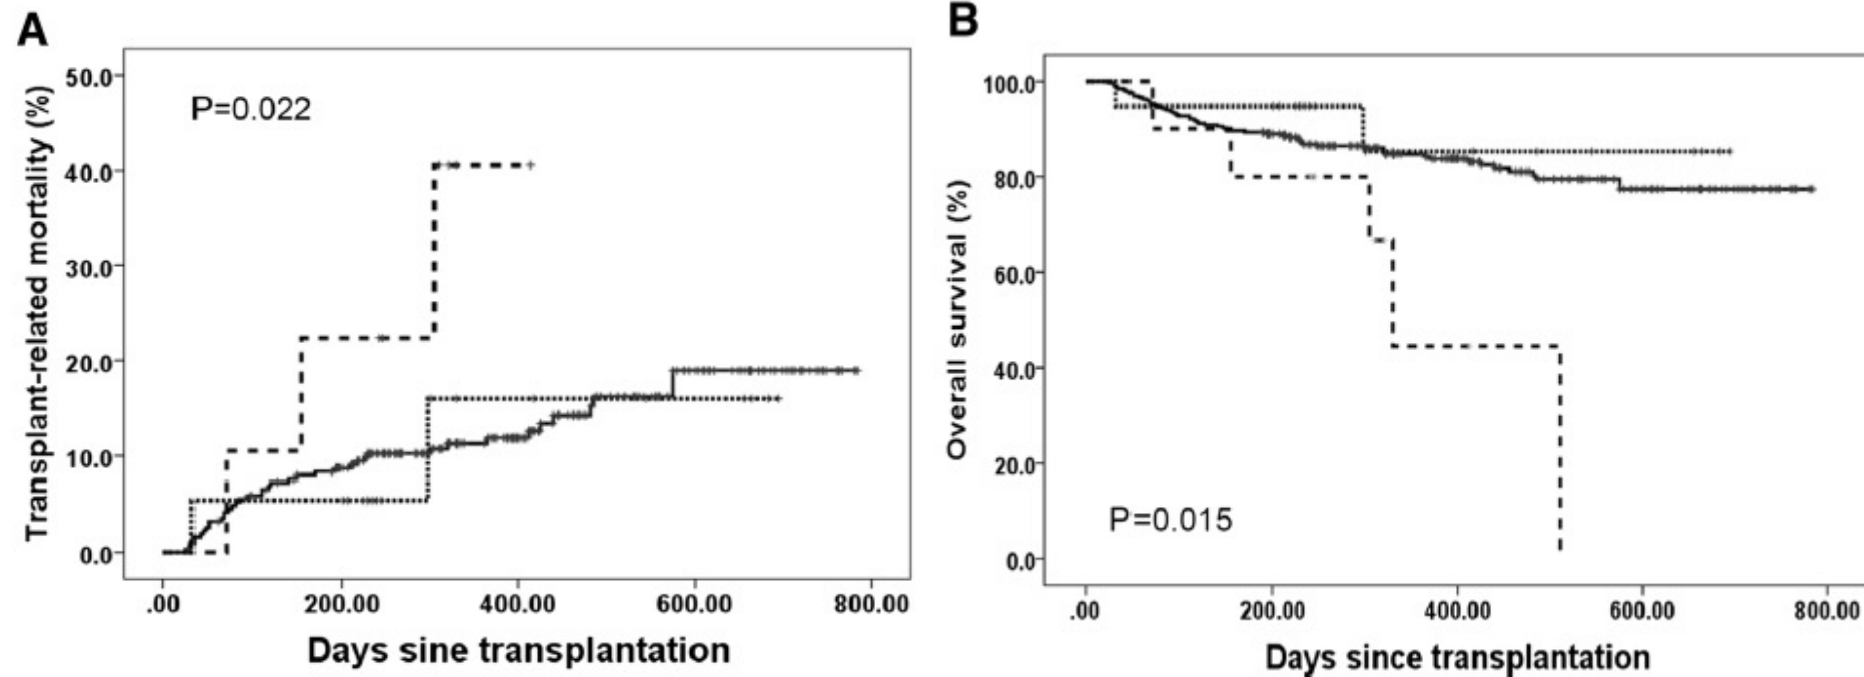 A
Transplant-related mortality (%)
50.0
40.0
30.0
20.0
10.0
0.0
P=0.022
.00 200.00 400.00 600.00 800.00
Days sine transplantation
B
Overall survival (%)
100.0
80.0
60.0
40.0
20.0
0.0
P=0.015
.00 200.00 400.00 600.00 800.00
Days since transplantation